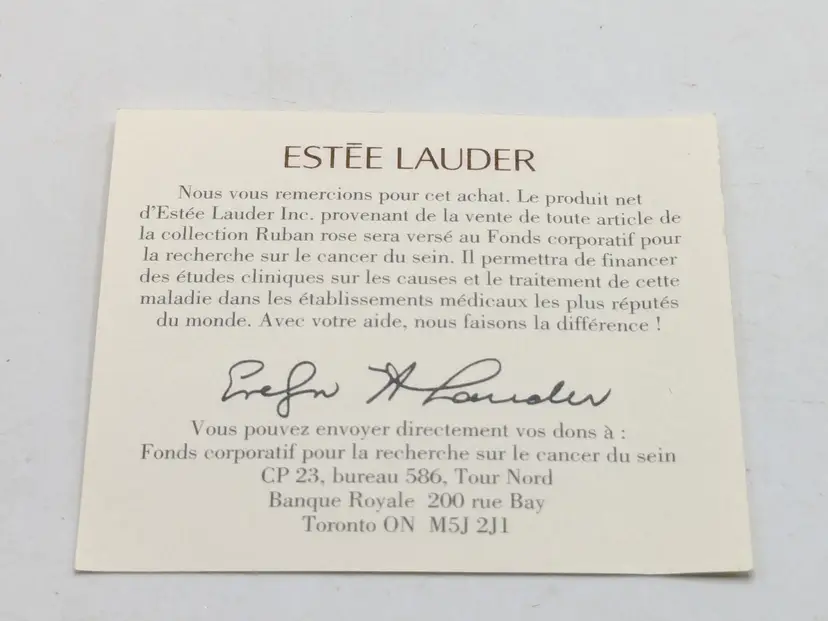 ESTĒE LAUDER
Nous vous remercions pour cet achat. Le produit net
d'Estée Lauder Inc. provenant de la vente de toute article de
la collection Ruban rose sera versé au Fonds corporatif pour
la recherche sur le cancer du sein. Il permettra de financer
des études cliniques sur les causes et le traitement de cette
maladie dans les établissements médicaux les plus réputés
du monde. Avec votre aide, nous faisons la différence !
Evelyn H Lauder
Vous pouvez envoyer directement vos dons à :
Fonds corporatif pour la recherche sur le cancer du sein
CP 23, bureau 586, Tour Nord
Banque Royale 200 rue Bay
Toronto ON M5J 2J1